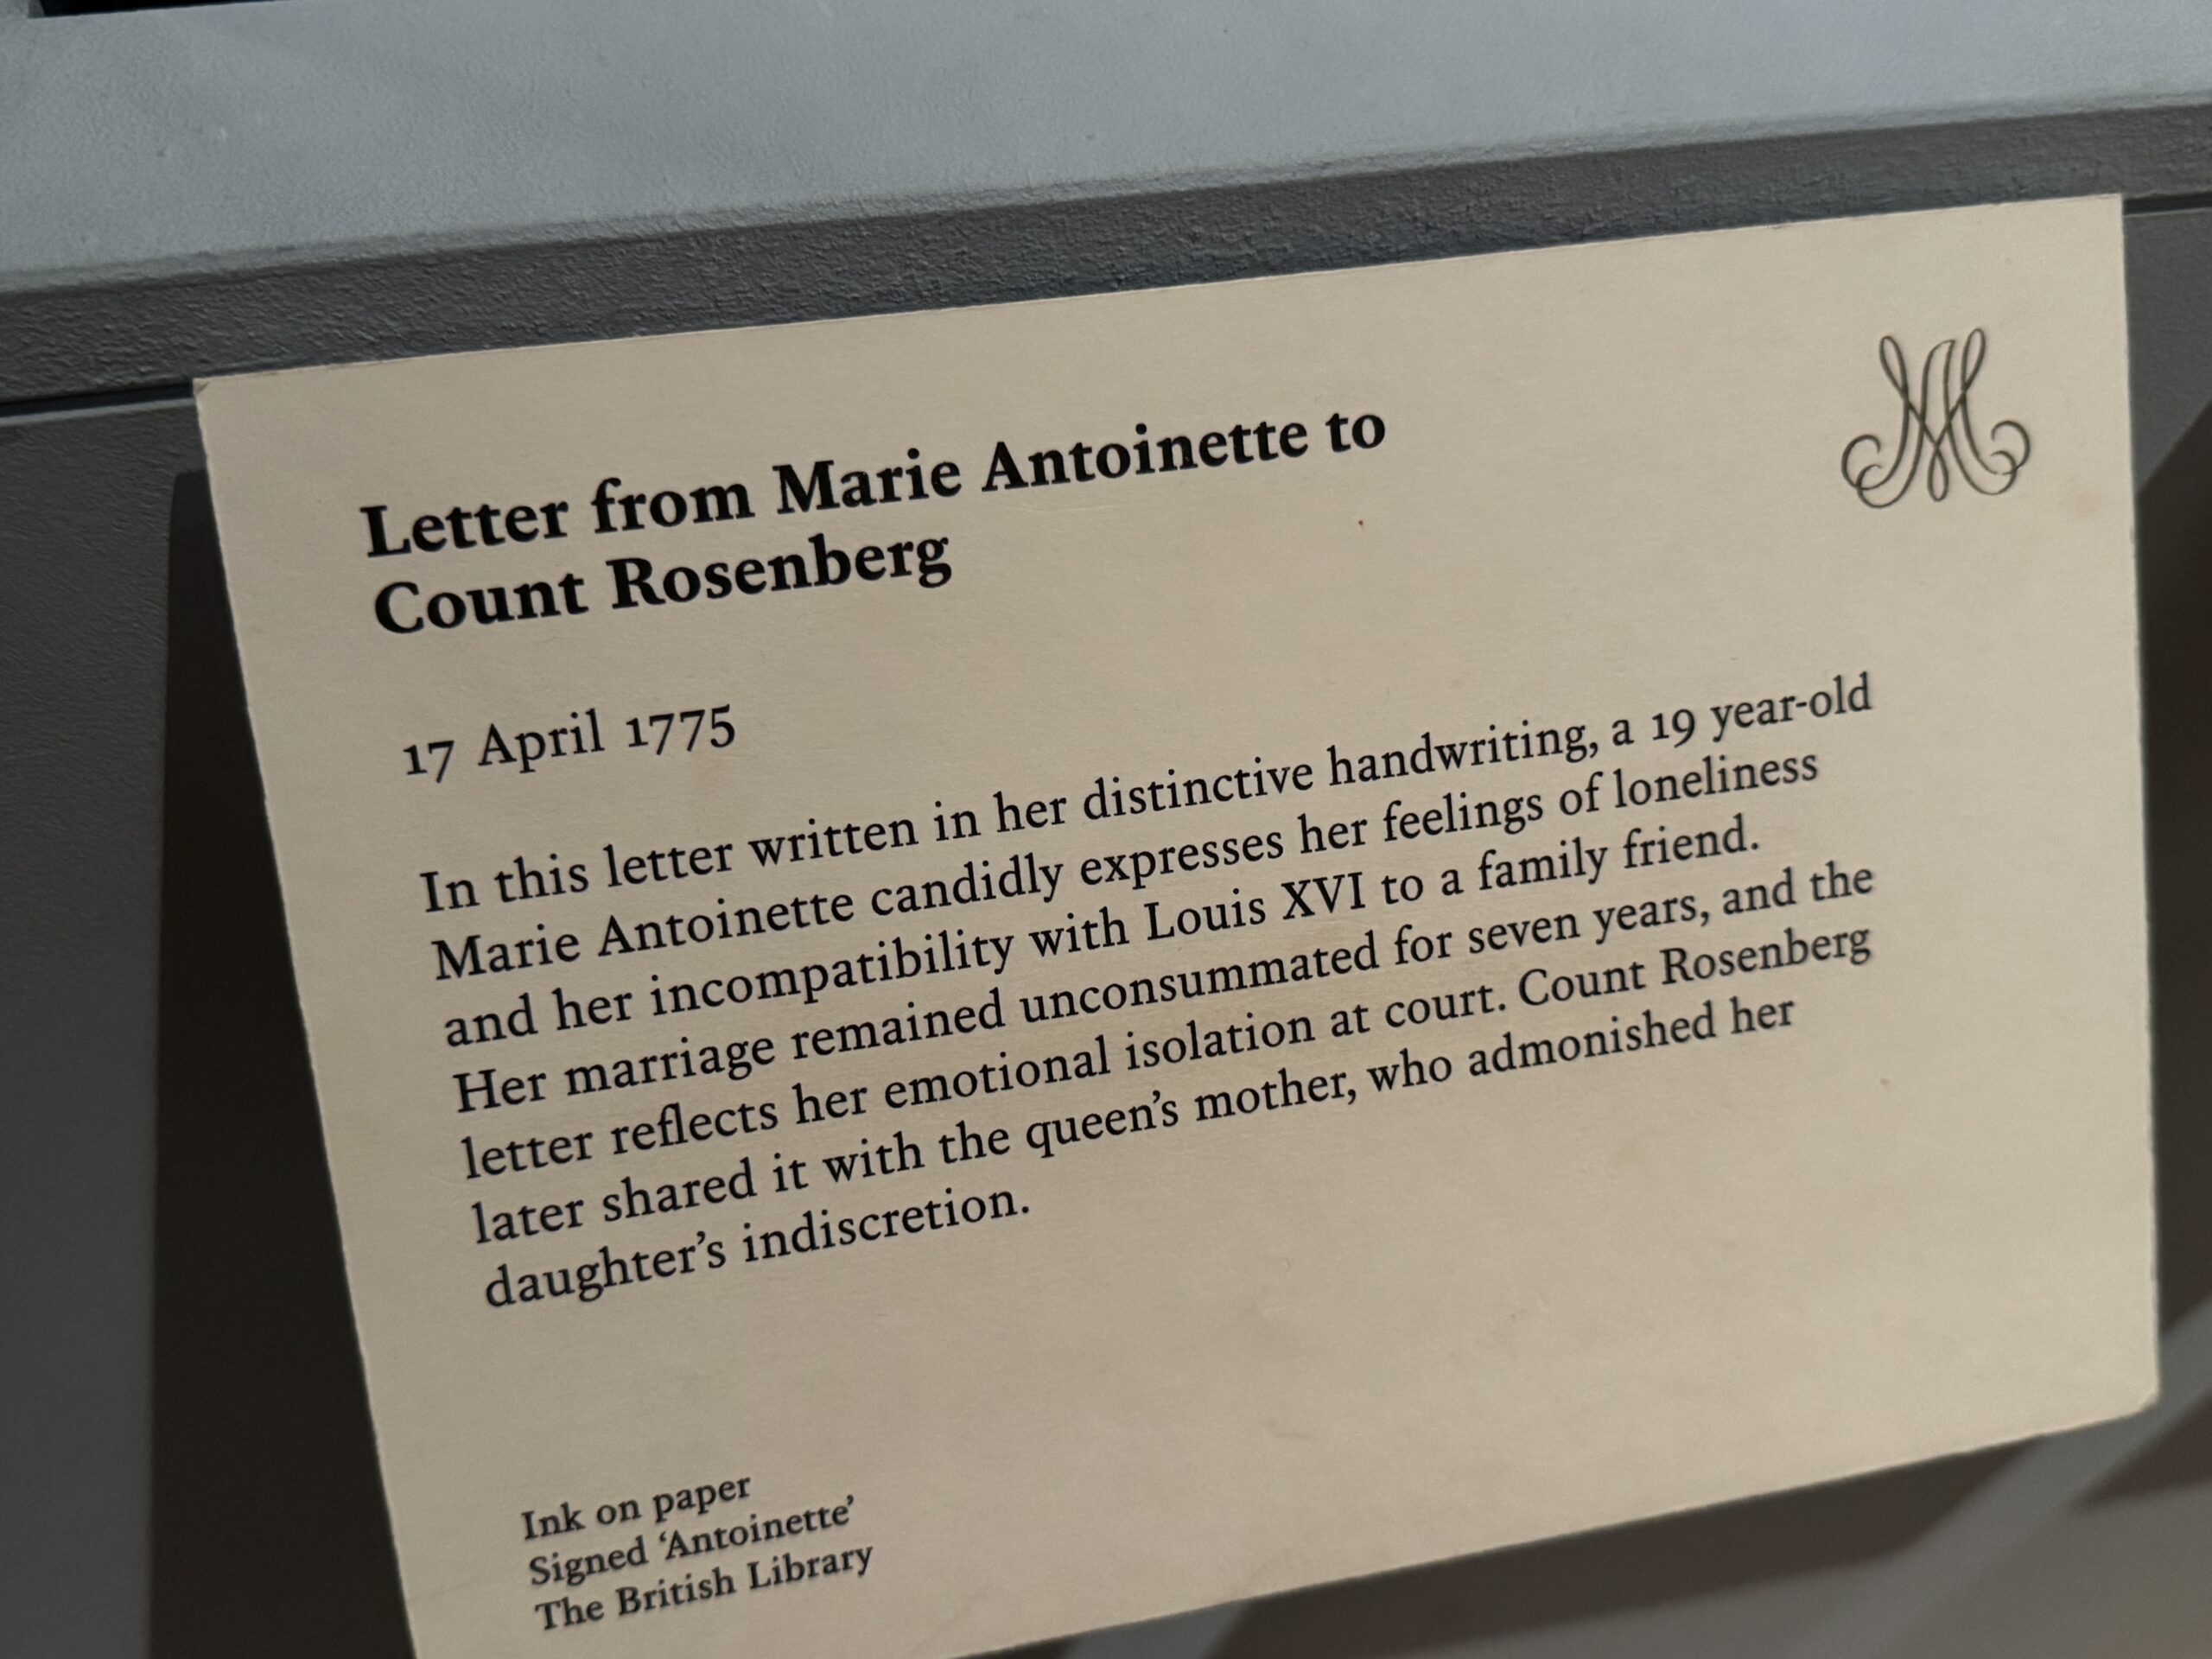 Letter from Marie Antoinette to
Count Rosenberg
17 April 1775
In this letter written in her distinctive handwriting, a 19 year-old
Marie Antoinette candidly expresses her feelings of loneliness
and her incompatibility with Louis XVI to a family friend.
Her marriage remained unconsummated for seven years, and the
letter reflects her emotional isolation at court. Count Rosenberg
later shared it with the queen’s mother, who admonished her
daughter’s indiscretion.
Ink on paper
Signed ‘Antoinette’
The British Library